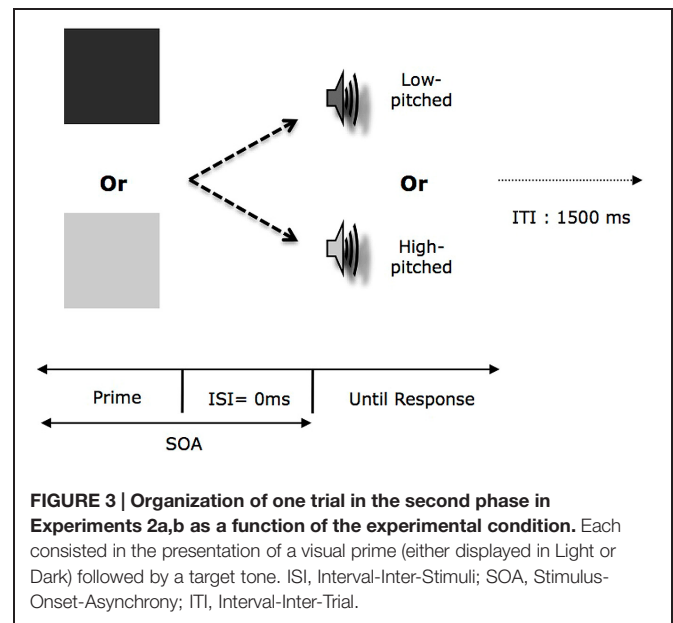 Low-
pitched
Or
Or
ITI : 1500 ms
High-
pitched
Prime
ISI= 0ms
Until Response
SOA
FIGURE 3 | Organization of one trial in the second phase in
Experiments 2a,b as a function of the experimental condition. Each
consisted in the presentation of a visual prime (either displayed in Light or
Dark) followed by a target tone. ISI, Interval-Inter-Stimuli; SOA, Stimulus-
Onset-Asynchrony; ITI, Interval-Inter-Trial.